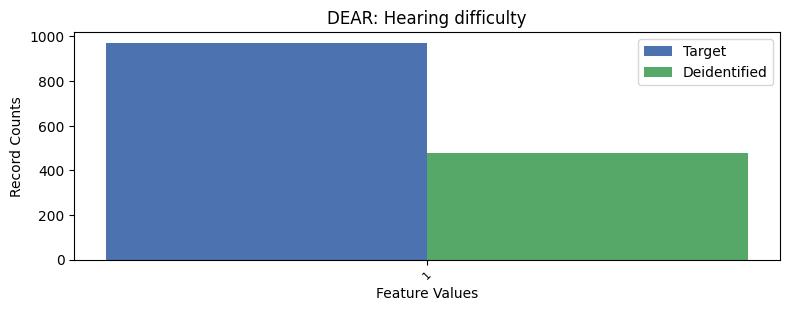 DEAR: Hearing difficulty
Target
Deidentified
Record Counts
1000
800
600
400
200
0
1
Feature Values